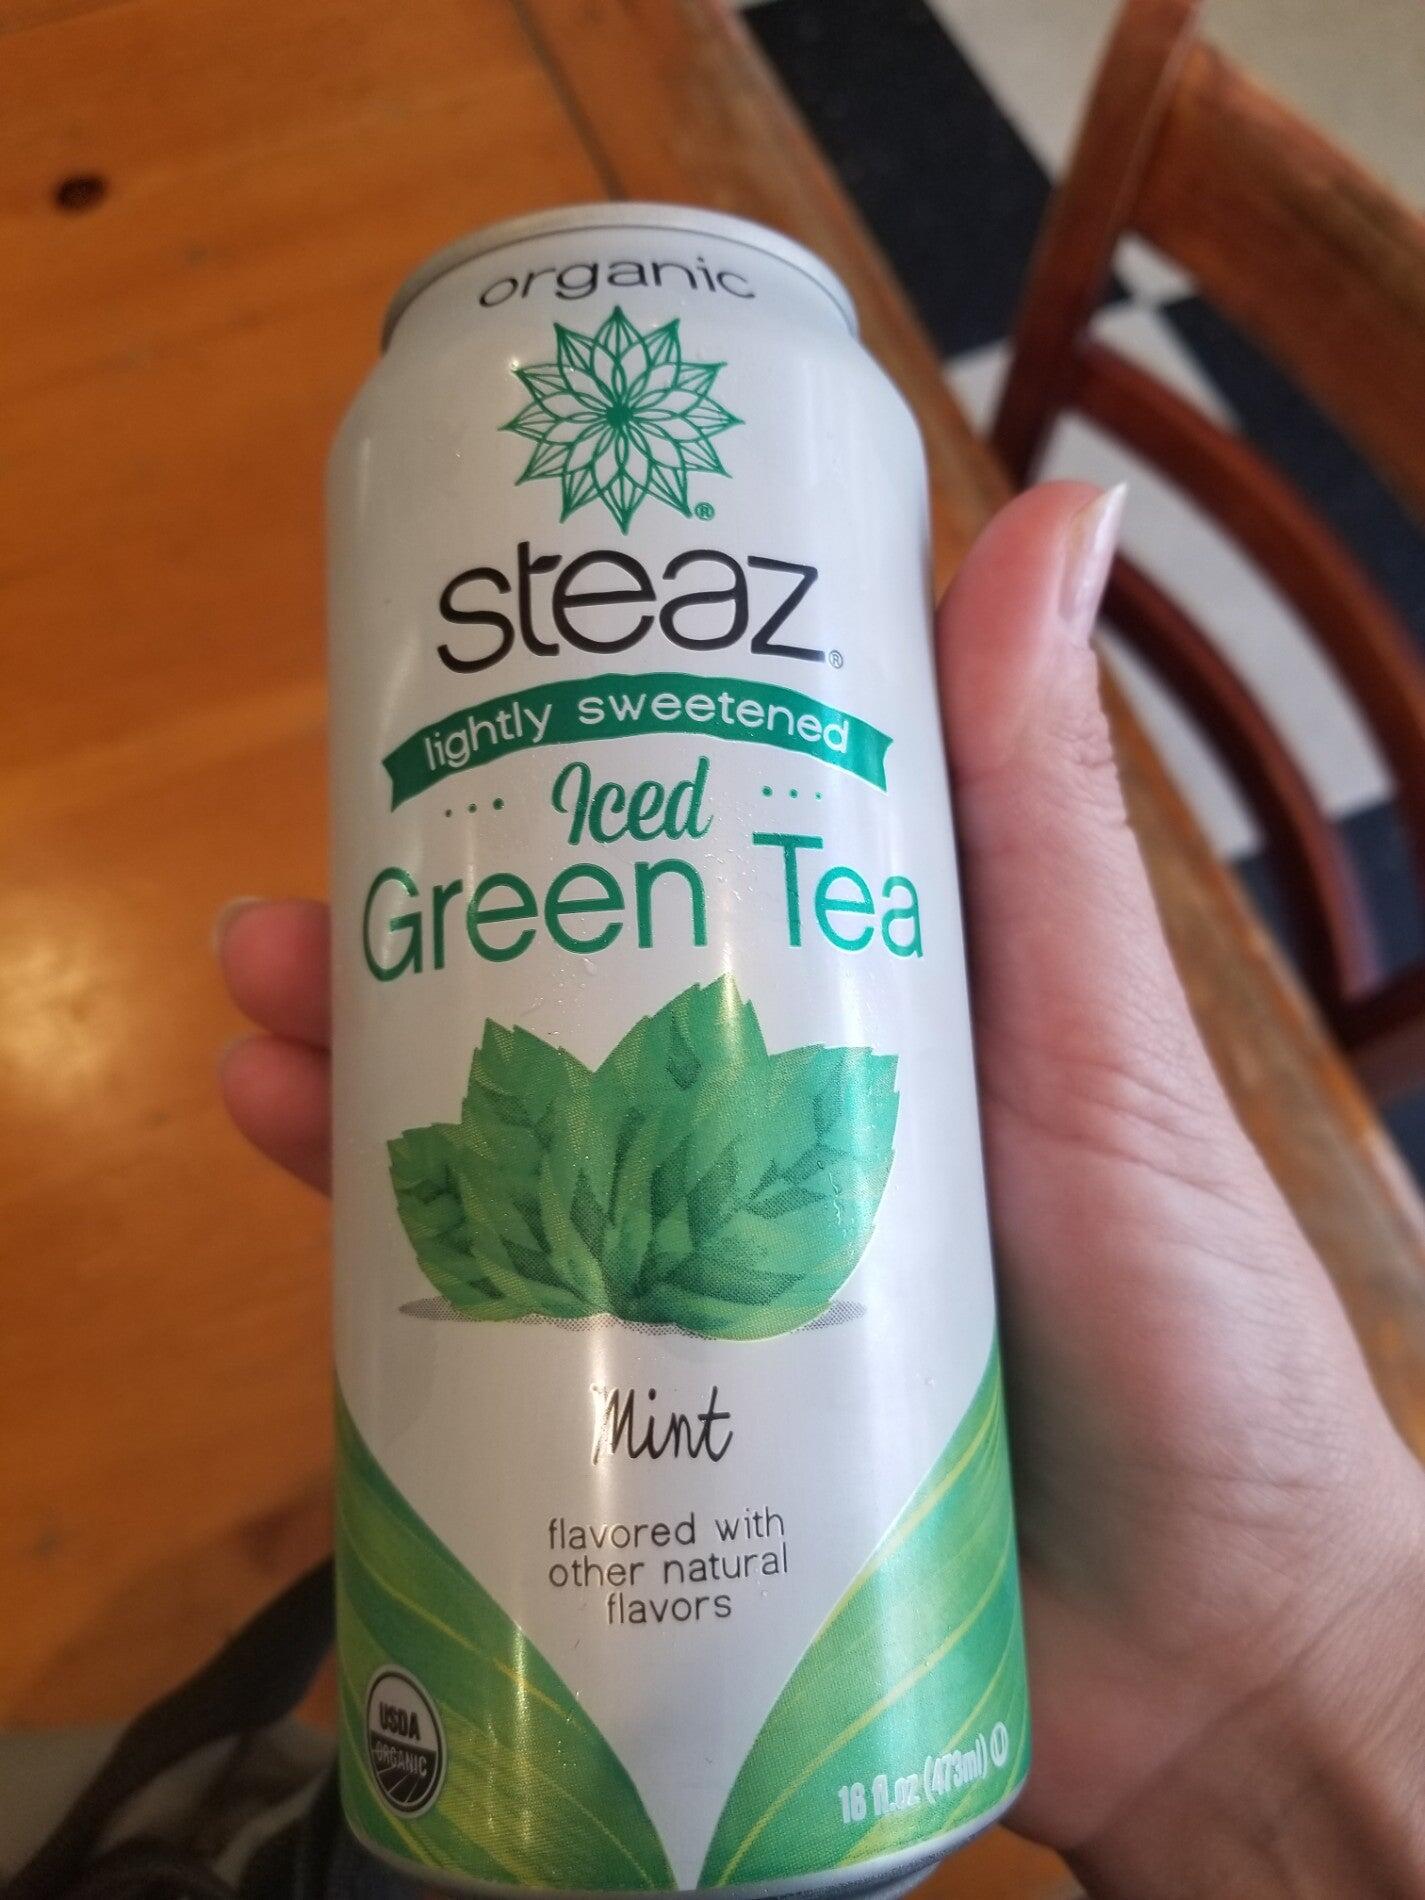 organic
®
steaz®
lightly sweetened
Iced
Green Tea
Mint
flavored with
other natural
flavors
USDA
ORGANIC
16 fl.oz (473ml) U